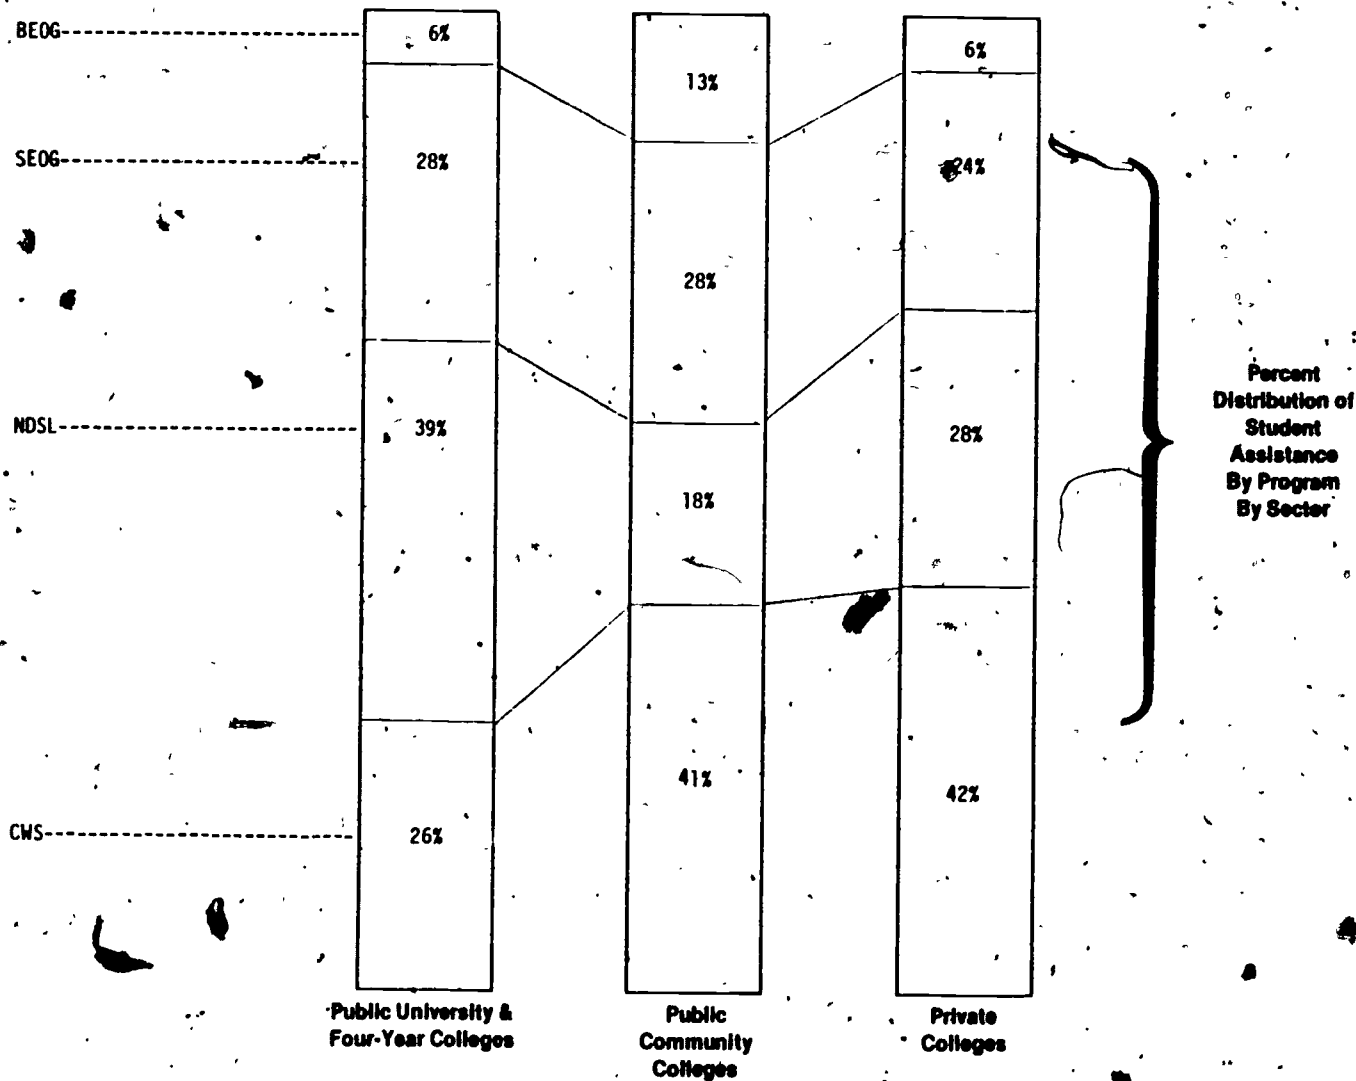 BEOG
6%
13%
6%
SEOG
28%
24%
28%
NDSL
39%
28%
18%
Percent
Distribution of
Student
Assistance
By Program
By Sector
41%
42%
CWS
26%
Public University &
Four-Year Colleges
Public
Community
Colleges
Private
Colleges